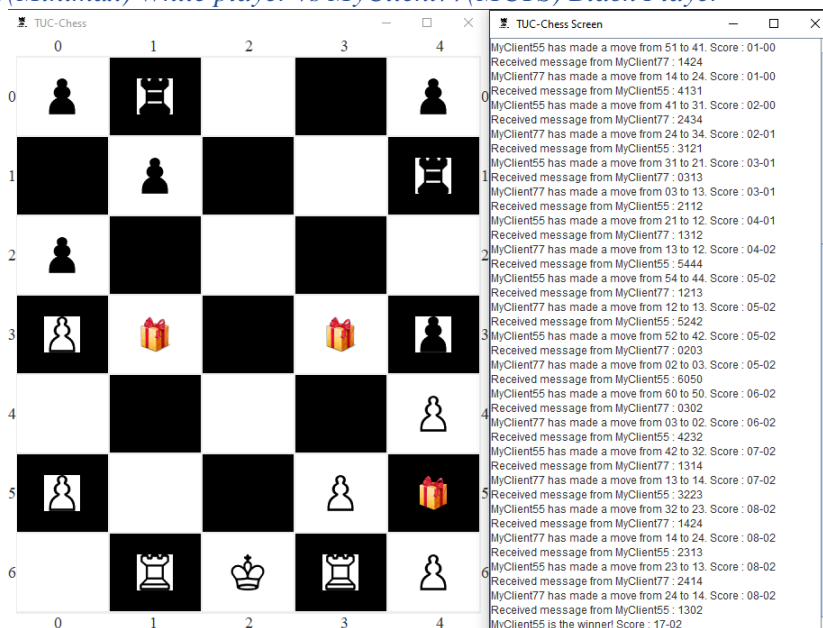 (Minimax) White player vs MyClient77(MCTS) Black Player
TUC-Chess
0 1 2 3 4
0 0
1 1
2 2
3 3
4 4
5 5
6 6
0 1 2 3 4
TUC-Chess Screen
MyClient55 has made a move from 51 to 41. Score : 01-00
Received message from MyClient77 : 1424
MyClient77 has made a move from 14 to 24. Score : 01-00
Received message from MyClient55 : 4131
MyClient55 has made a move from 41 to 31. Score : 02-00
Received message from MyClient77 : 2434
MyClient77 has made a move from 24 to 34. Score : 02-01
Received message from MyClient55 : 3121
MyClient55 has made a move from 31 to 21. Score : 03-01
Received message from MyClient77 : 0313
MyClient77 has made a move from 03 to 13. Score : 03-01
Received message from MyClient55 : 2112
MyClient55 has made a move from 21 to 12. Score : 04-01
Received message from MyClient77 : 1312
MyClient77 has made a move from 13 to 12. Score : 04-02
Received message from MyClient55 : 5444
MyClient55 has made a move from 54 to 44. Score : 05-02
Received message from MyClient77 : 1213
MyClient77 has made a move from 12 to 13. Score : 05-02
Received message from MyClient55 : 5242
MyClient55 has made a move from 52 to 42. Score : 05-02
Received message from MyClient77 : 0203
MyClient77 has made a move from 02 to 03. Score : 05-02
Received message from MyClient55 : 6050
MyClient55 has made a move from 60 to 50. Score : 06-02
Received message from MyClient77 : 0302
MyClient77 has made a move from 03 to 02. Score : 06-02
Received message from MyClient55 : 4232
MyClient55 has made a move from 42 to 32. Score : 07-02
Received message from MyClient77 : 1314
MyClient77 has made a move from 13 to 14. Score : 07-02
Received message from MyClient55 : 3223
MyClient55 has made a move from 32 to 23. Score : 08-02
Received message from MyClient77 : 1424
MyClient77 has made a move from 14 to 24. Score : 08-02
Received message from MyClient55 : 2313
MyClient55 has made a move from 23 to 13. Score : 08-02
Received message from MyClient77 : 2414
MyClient77 has made a move from 24 to 14. Score : 08-02
Received message from MyClient55 : 1302
MyClient55 is the winner! Score : 17-02